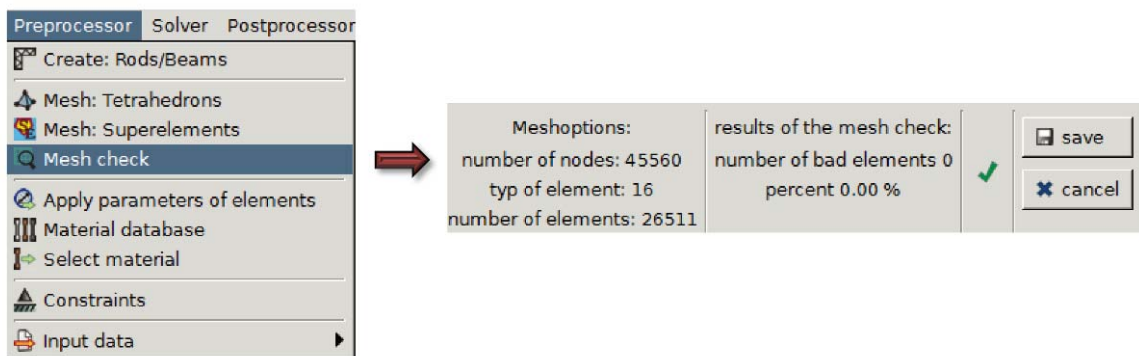 Preprocessor Solver Postprocessor
Create: Rods/Beams
Mesh: Tetrahedrons
Mesh: Superelements
Mesh check
Apply parameters of elements
Material database
Select material
Constraints
Input data
Meshoptions:
number of nodes: 45560
typ of element: 16
number of elements: 26511
results of the mesh check:
number of bad elements 0
percent 0.00 %
save
cancel